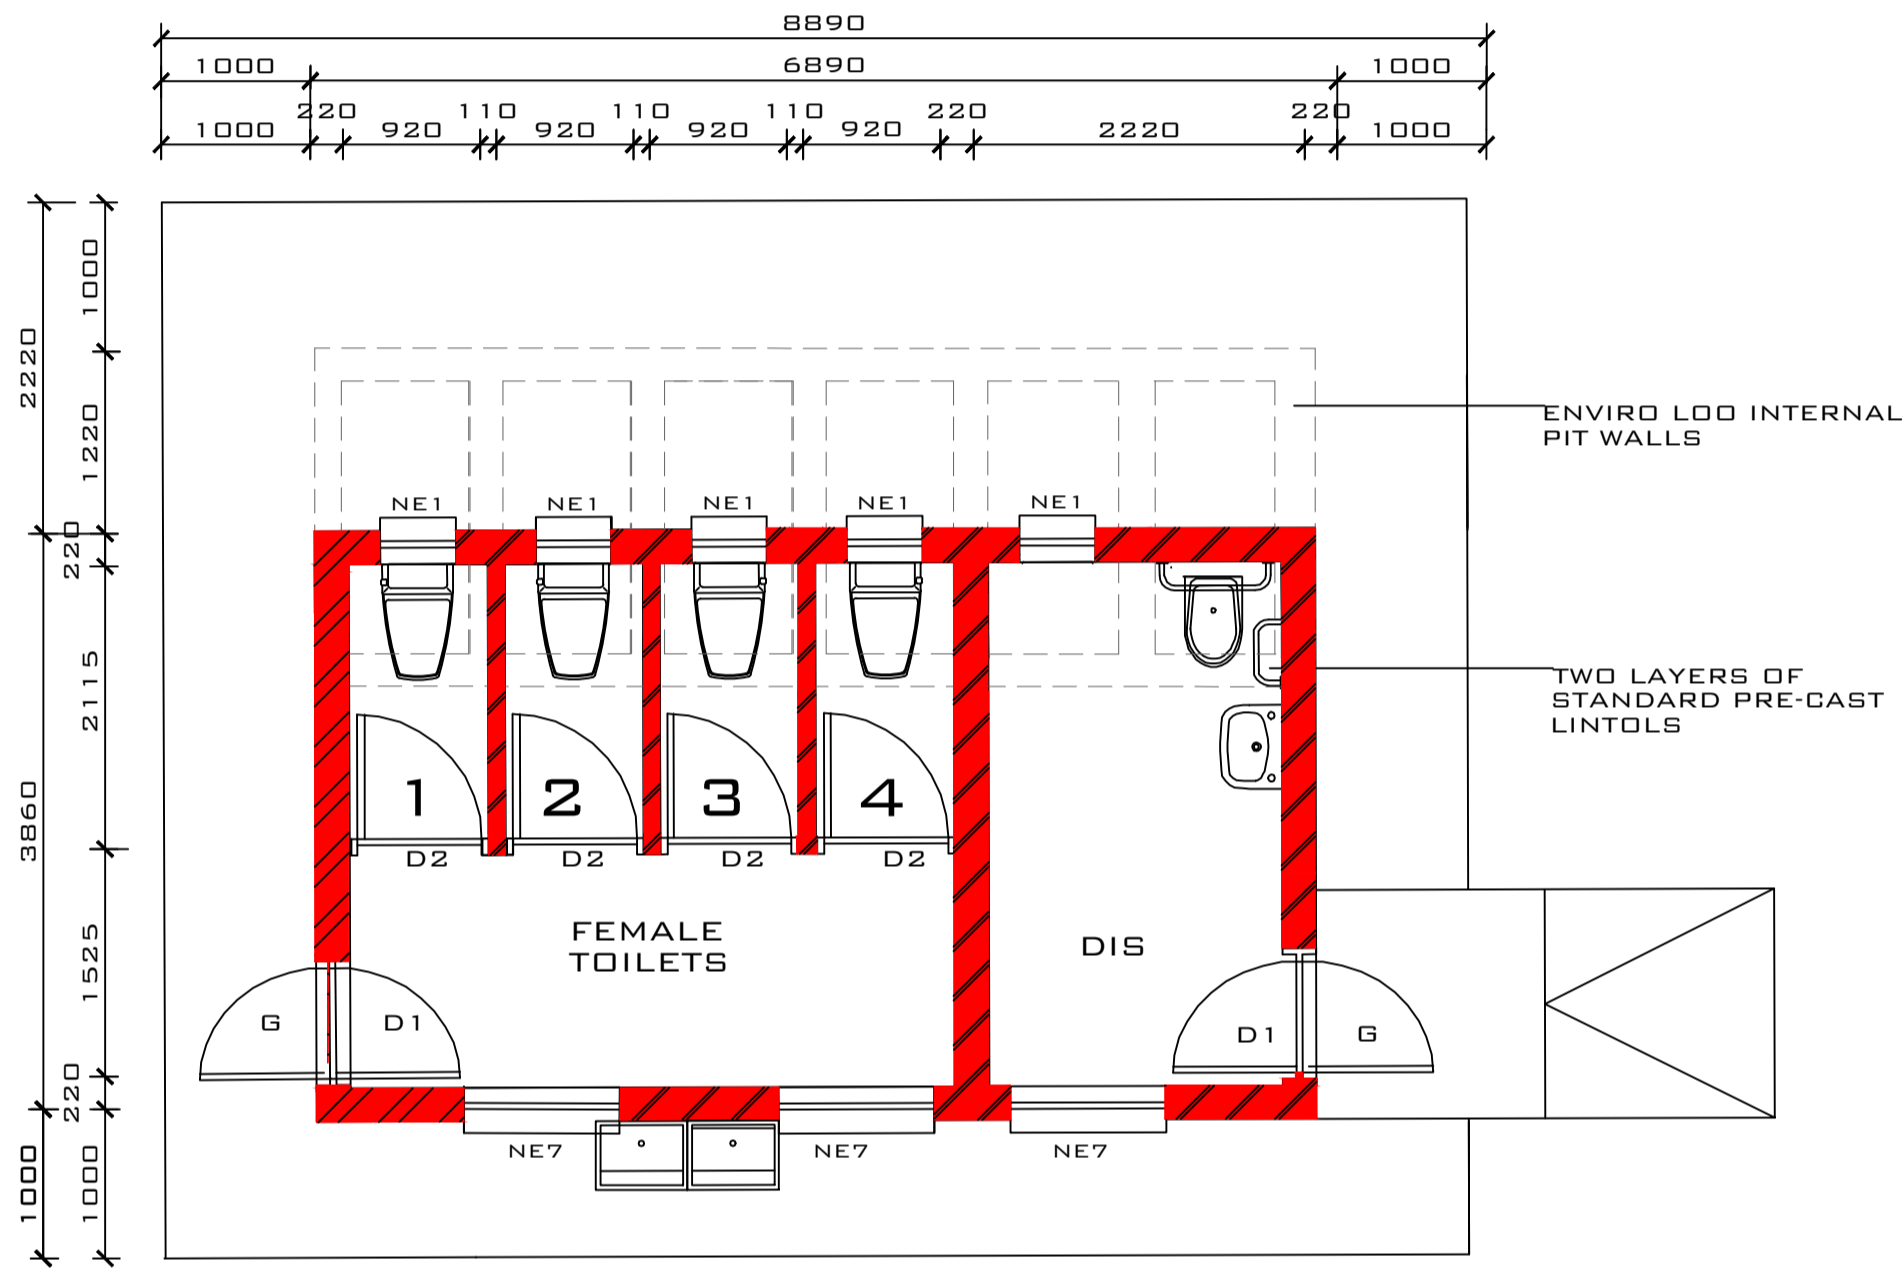 8890
1000 6890 1000
220 110 110 110 220 220
1000 920 920 920 920 2220 1000
1000
2220
1220
ENVIRO LOO INTERNAL
PIT WALLS
NE1 NE1 NE1 NE1 NE1
220
2115
TWO LAYERS OF
STANDARD PRE-CAST
LINTOLS
3860
1 2 3 4
D2 D2 D2 D2
FEMALE
TOILETS
DIS
1525
G D1 D1 G
220
NE7 NE7 NE7
1000 1000